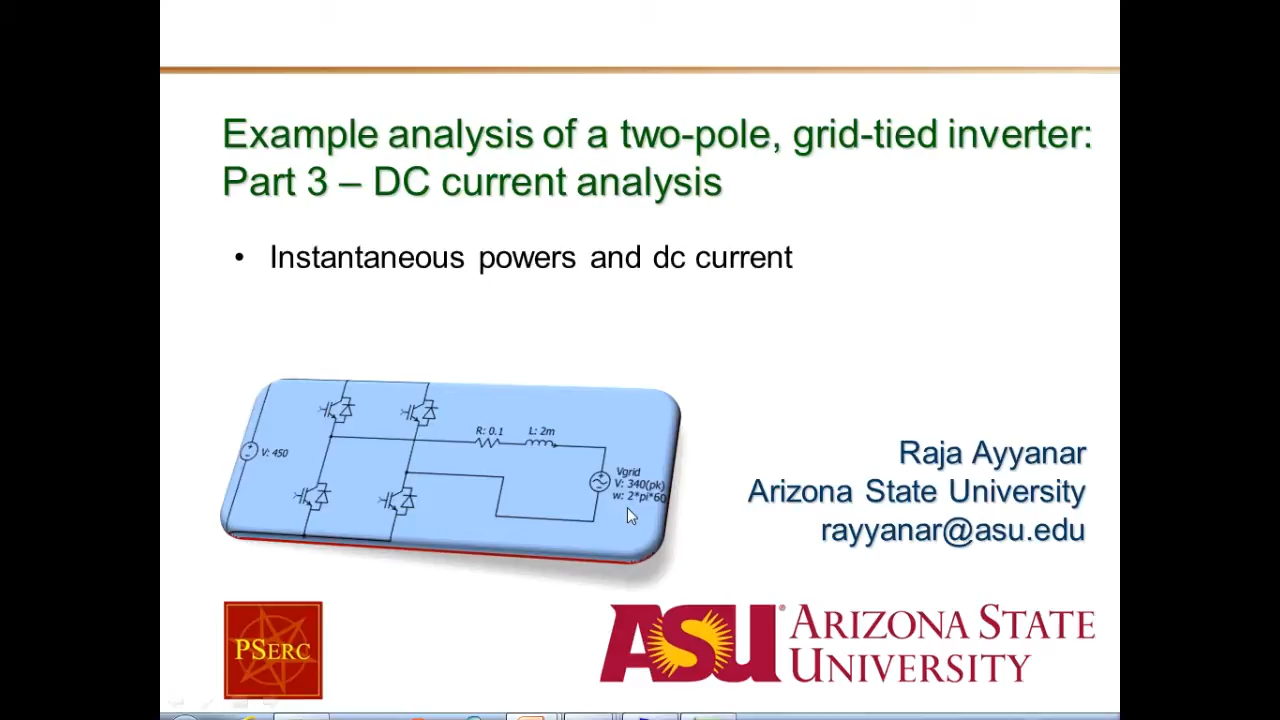 Example analysis of a two-pole, grid-tied inverter:
Part 3 – DC current analysis
• Instantaneous powers and dc current
V: 450
R: 0.1
L: 2m
Vgrid
V: 340(pk)
w: 2*pi*60
Raja Ayyanar
Arizona State University
rayyanar@asu.edu
PSERC
ASU®
ARIZONA STATE
UNIVERSITY